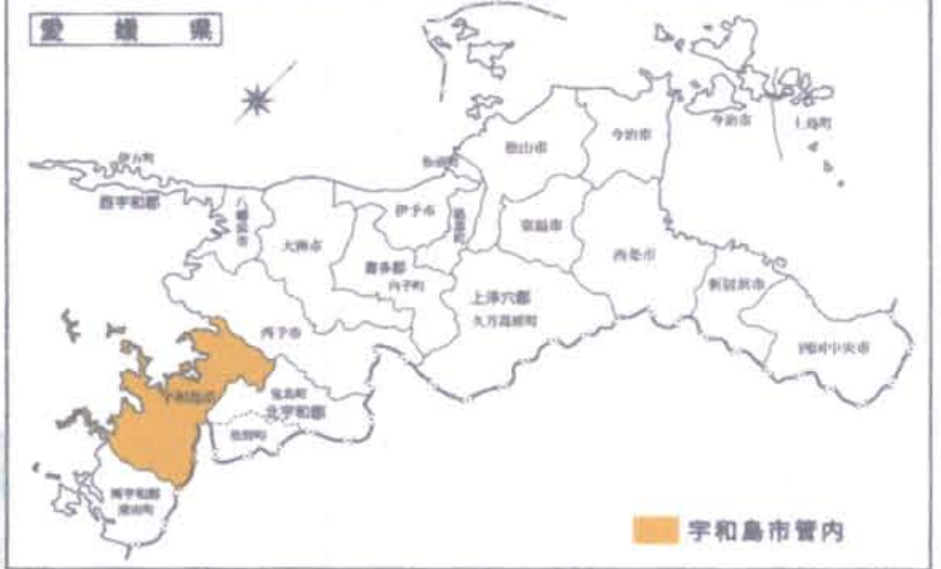 愛媛県
今治市
上島町
今治市
松山市
伊方町
松前町
西宇和郡
八幡浜市
伊予市
砥部町
東温市
大洲市
喜多郡
内子町
西条市
新居浜市
上浮穴郡
久万高原町
西予市
四国中央市
宇和島市
鬼北町
北宇和郡
松野町
南宇和郡
愛南町
宇和島市管内